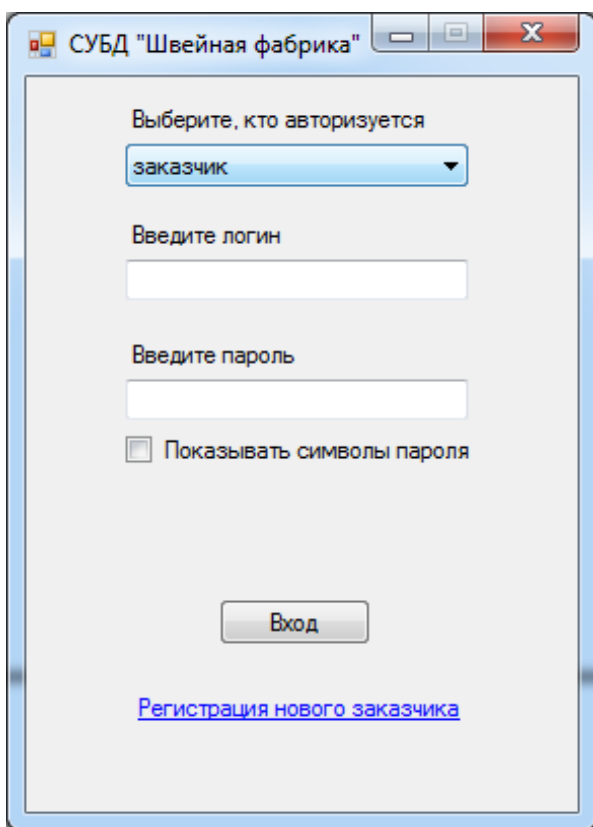 СУБД "Швейная фабрика"
Выберите, кто авторизуется
заказчик
Введите логин
Введите пароль
Показывать символы пароля
Вход
Регистрация нового заказчика